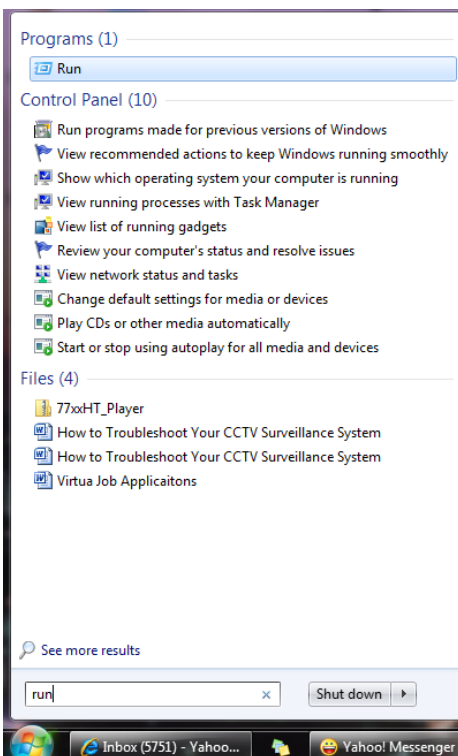 Programs (1)
Run
Control Panel (10)
Run programs made for previous versions of Windows
View recommended actions to keep Windows running smoothly
Show which operating system your computer is running
View running processes with Task Manager
View list of running gadgets
Review your computer's status and resolve issues
View network status and tasks
Change default settings for media or devices
Play CDs or other media automatically
Start or stop using autoplay for all media and devices
Files (4)
77xxHT_Player
How to Troubleshoot Your CCTV Surveillance System
How to Troubleshoot Your CCTV Surveillance System
Virtua Job Applicaitons
See more results
run
Shut down
Inbox (5751) - Yahoo...
Yahoo! Messenger